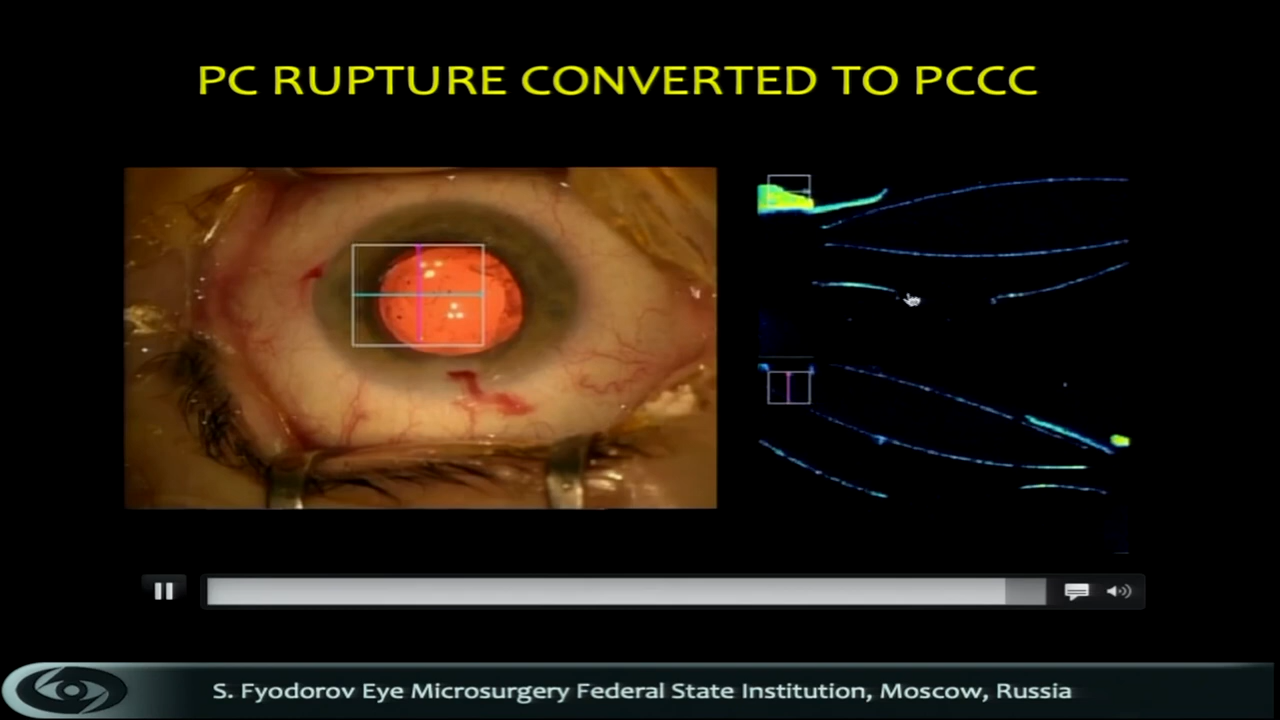 PC RUPTURE CONVERTED TO PCCC
S. Fyodorov Eye Microsurgery Federal State Institution, Moscow, Russia